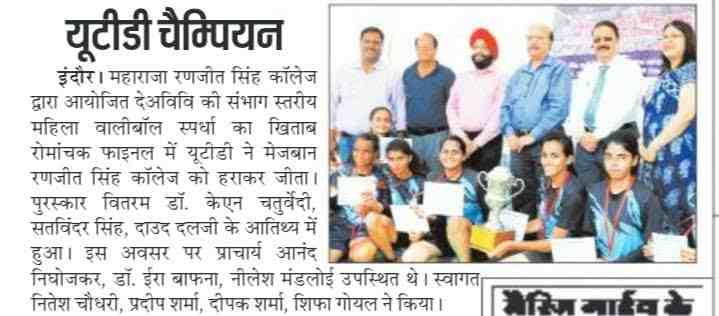 यूटीडी चैम्पियन
इंदौर। महाराजा रणजीत सिंह कॉलेज
द्वारा आयोजित देअविवि की संभाग स्तरीय
महिला वालीबॉल स्पर्धा का खिताब
रोमांचक फाइनल में यूटीडी ने मेजबान
रणजीत सिंह कॉलेज को हराकर जीता।
पुरस्कार वितरम डॉ. केएन चतुर्वेदी,
सतविंदर सिंह, दाउद दलजी के आतिथ्य में
हुआ। इस अवसर पर प्राचार्य आनंद
निघोजकर, डॉ. ईरा बाफना, नीलेश मंडलोई उपस्थित थे। स्वागत
नितेश चौधरी, प्रदीप शर्मा, दीपक शर्मा, शिफा गोयल ने किया।